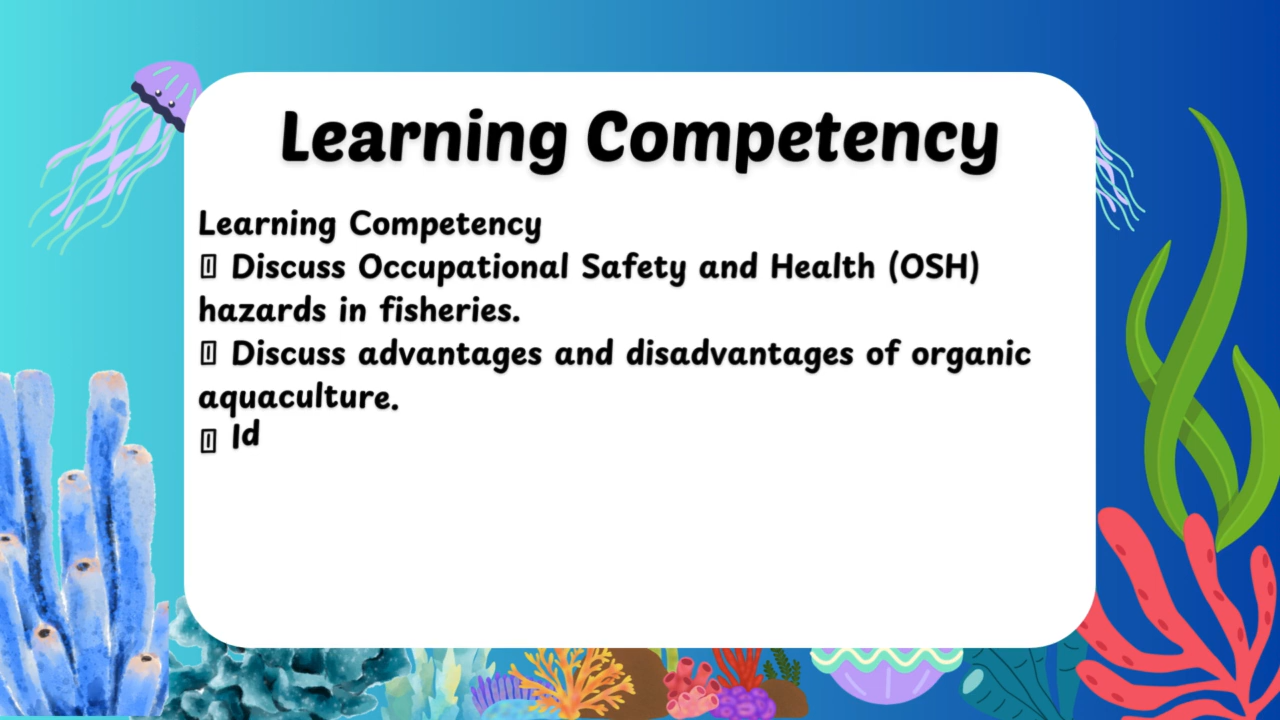 Learning Competency
Learning Competency
 Discuss Occupational Safety and Health (OSH)
hazards in fisheries.
 Discuss advantages and disadvantages of organic
aquaculture.
 Id